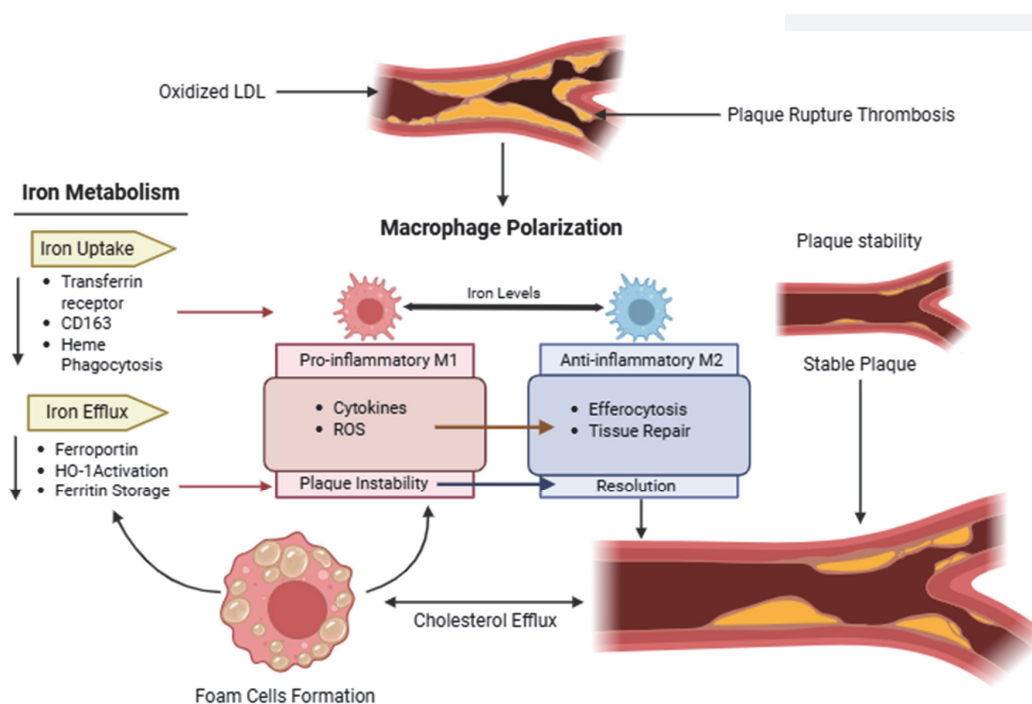 Oxidized LDL
Plaque Rupture Thrombosis
Iron Metabolism
Macrophage Polarization
Iron Uptake
Transferrin
receptor
CD163
Heme
Phagocytosis
Iron Levels
Plaque stability
Stable Plaque
Pro-inflammatory M1
Cytokines
ROS
Plaque Instability
Anti-inflammatory M2
Efferocytosis
Tissue Repair
Resolution
Iron Efflux
Ferroportin
HO-1Activation
Ferritin Storage
Cholesterol Efflux
Foam Cells Formation